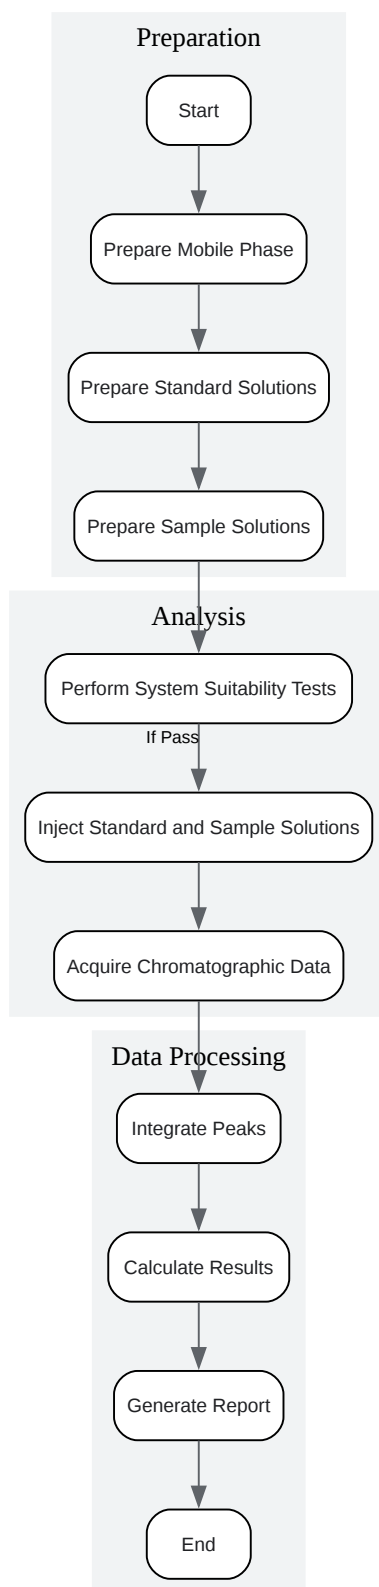 Preparation
Start
Prepare Mobile Phase
Prepare Standard Solutions
Prepare Sample Solutions
Analysis
Perform System Suitability Tests
If Pass
Inject Standard and Sample Solutions
Acquire Chromatographic Data
Data Processing
Integrate Peaks
Calculate Results
Generate Report
End